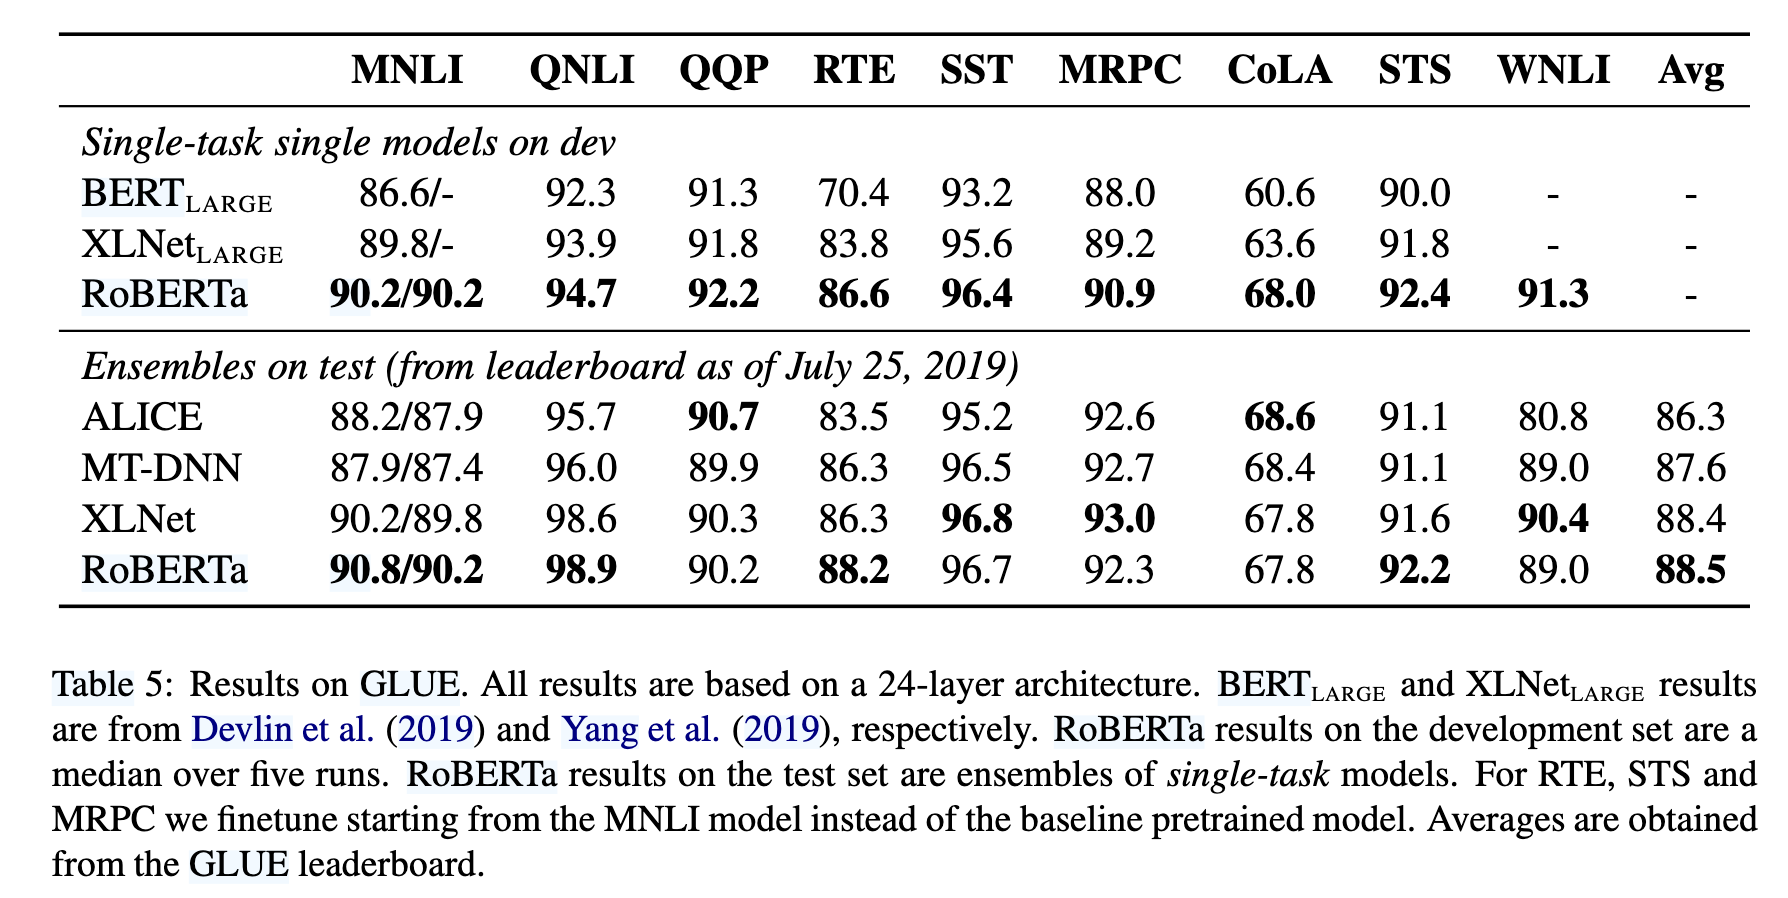 MNLI QNLI QQP RTE SST MRPC CoLA STS WNLI Avg
Single-task single models on dev
BERTLARGE 86.6/- 92.3 91.3 70.4 93.2 88.0 60.6 90.0 - -
XLNetLARGE 89.8/- 93.9 91.8 83.8 95.6 89.2 63.6 91.8 - -
RoBERTa 90.2/90.2 94.7 92.2 86.6 96.4 90.9 68.0 92.4 91.3 -
Ensembles on test (from leaderboard as of July 25, 2019)
ALICE 88.2/87.9 95.7 90.7 83.5 95.2 92.6 68.6 91.1 80.8 86.3
MT-DNN 87.9/87.4 96.0 89.9 86.3 96.5 92.7 68.4 91.1 89.0 87.6
XLNet 90.2/89.8 98.6 90.3 86.3 96.8 93.0 67.8 91.6 90.4 88.4
RoBERTa 90.8/90.2 98.9 90.2 88.2 96.7 92.3 67.8 92.2 89.0 88.5
Table 5: Results on GLUE. All results are based on a 24-layer architecture. BERTLARGE and XLNetLARGE results
are from Devlin et al. (2019) and Yang et al. (2019), respectively. RoBERTa results on the development set are a
median over five runs. RoBERTa results on the test set are ensembles of single-task models. For RTE, STS and
MRPC we finetune starting from the MNLI model instead of the baseline pretrained model. Averages are obtained
from the GLUE leaderboard.